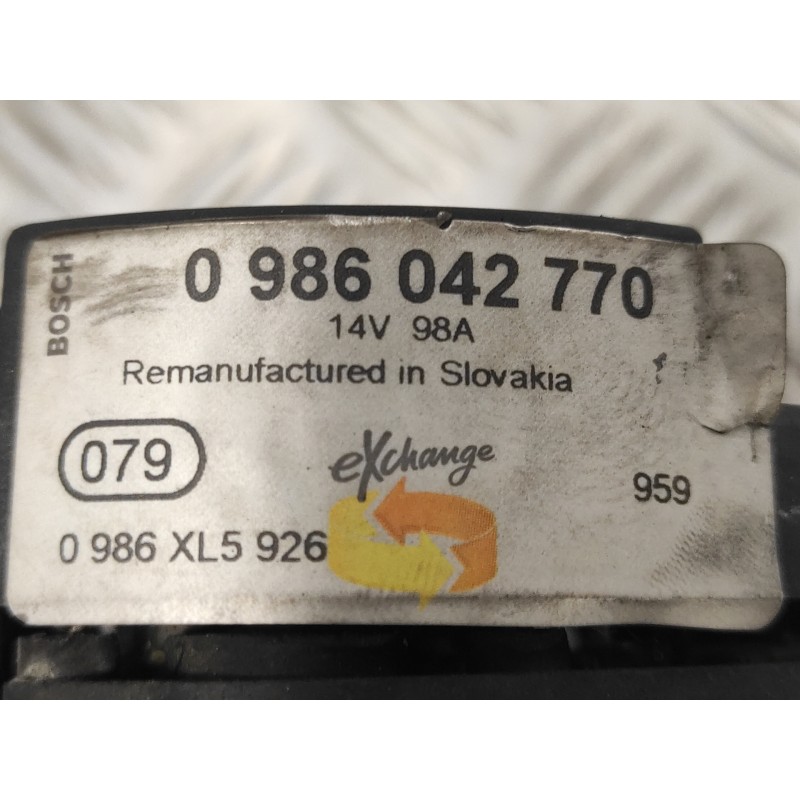 BOSCH
0 986 042 770
14V 98A
Remanufactured in Slovakia
079
eXchange
959
0 986 XL5 926